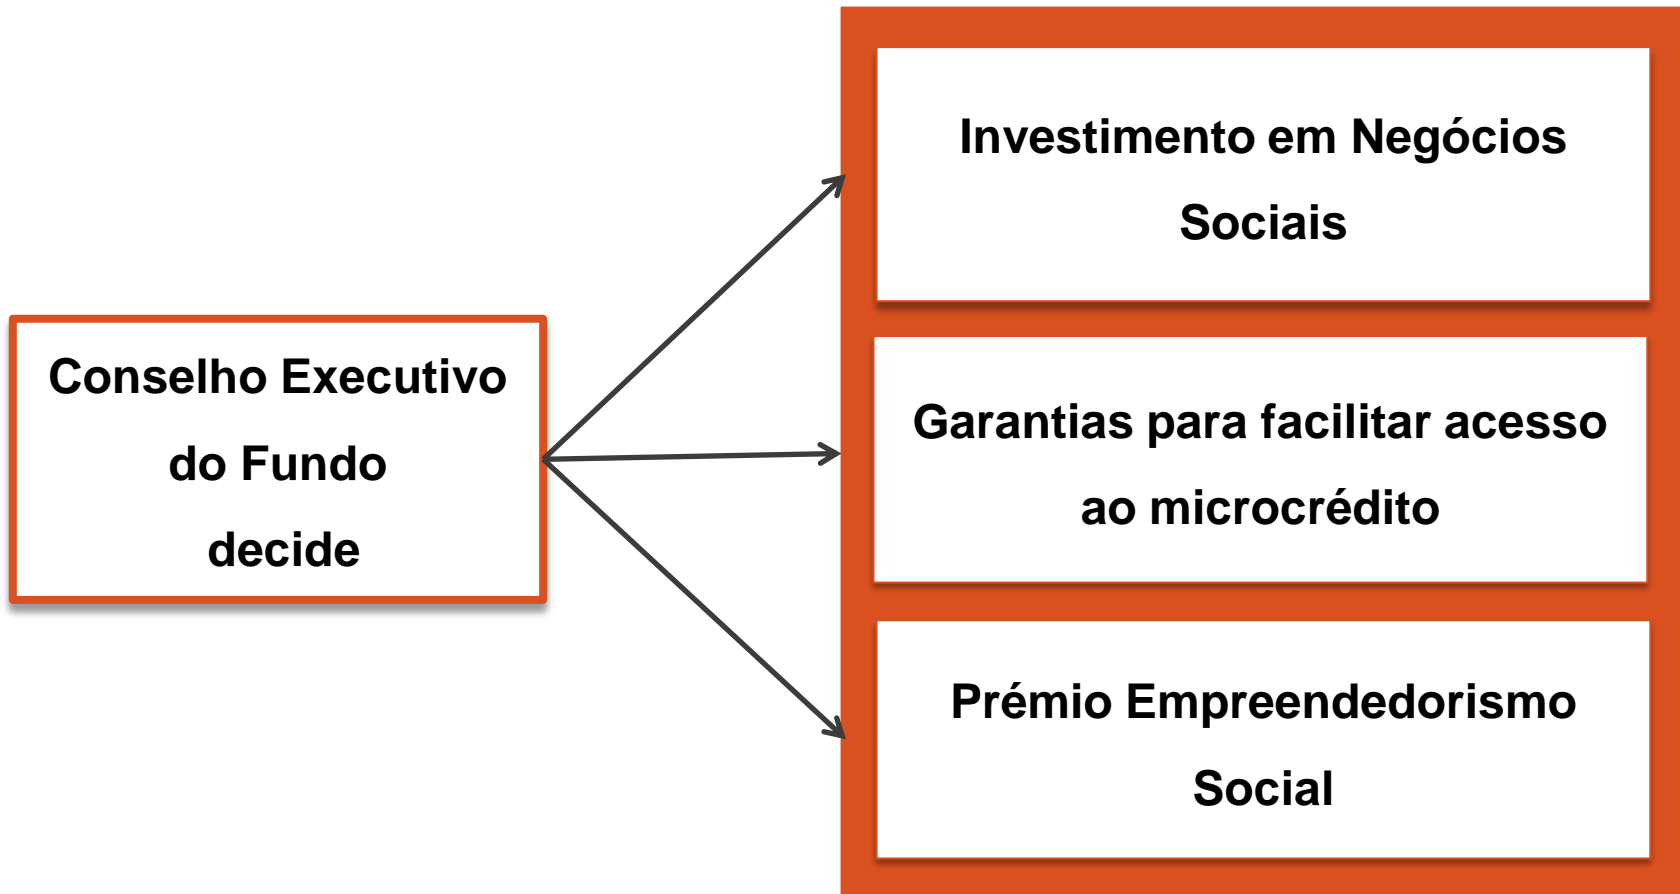 Conselho Executivo
do Fundo
decide
Investimento em Negócios
Sociais
Garantias para facilitar acesso
ao microcrédito
Prémio Empreendedorismo
Social